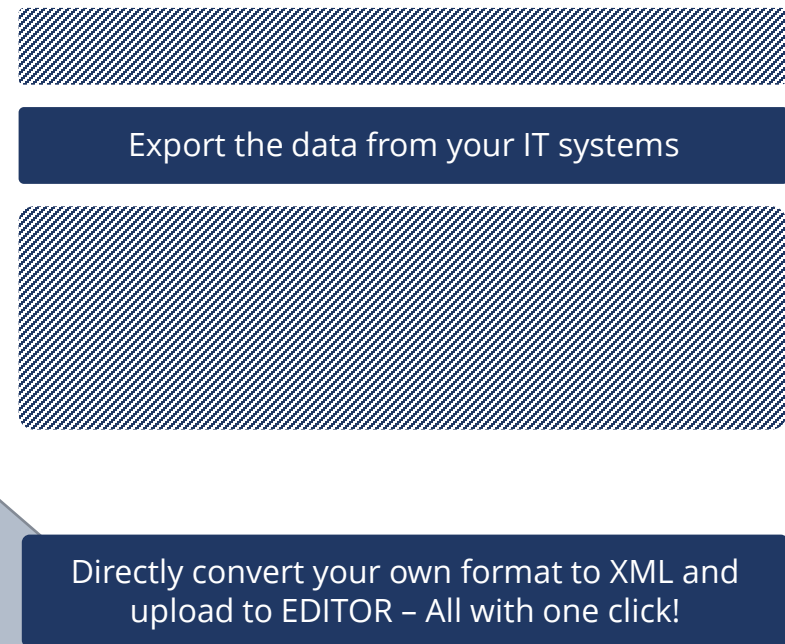 Export the data from your IT systems
Directly convert your own format to XML and
upload to EDITOR – All with one click!